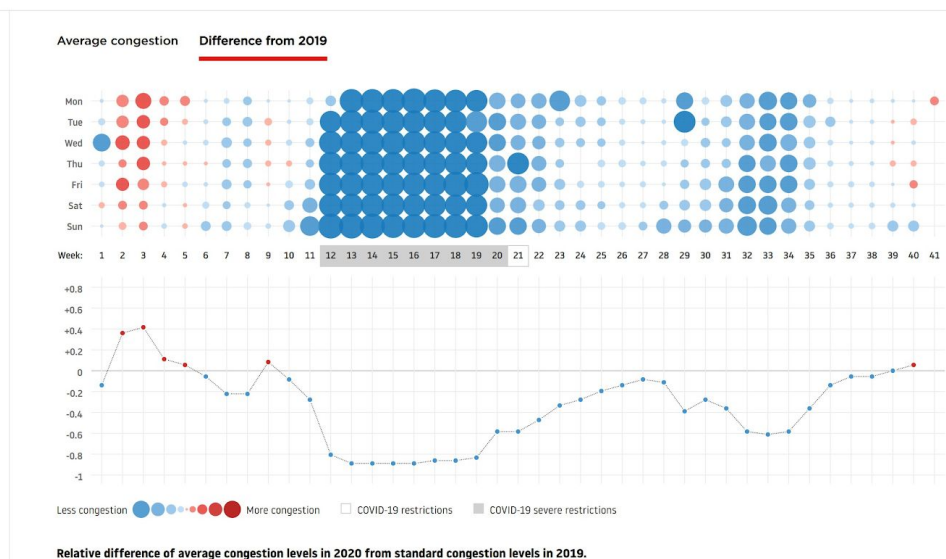 Average congestion Difference from 2019
Mon
Tue
Wed
Thu
Fri
Sat
Sun
Week: 1 2 3 4 5 6 7 8 9 10 11 12 13 14 15 16 17 18 19 20 21 22 23 24 25 26 27 28 29 30 31 32 33 34 35 36 37 38 39 40 41
+0.8
+0.6
+0.4
+0.2
0
-0.2
-0.4
-0.6
-0.8
-1
Less congestion More congestion COVID-19 restrictions COVID-19 severe restrictions
Relative difference of average congestion levels in 2020 from standard congestion levels in 2019.